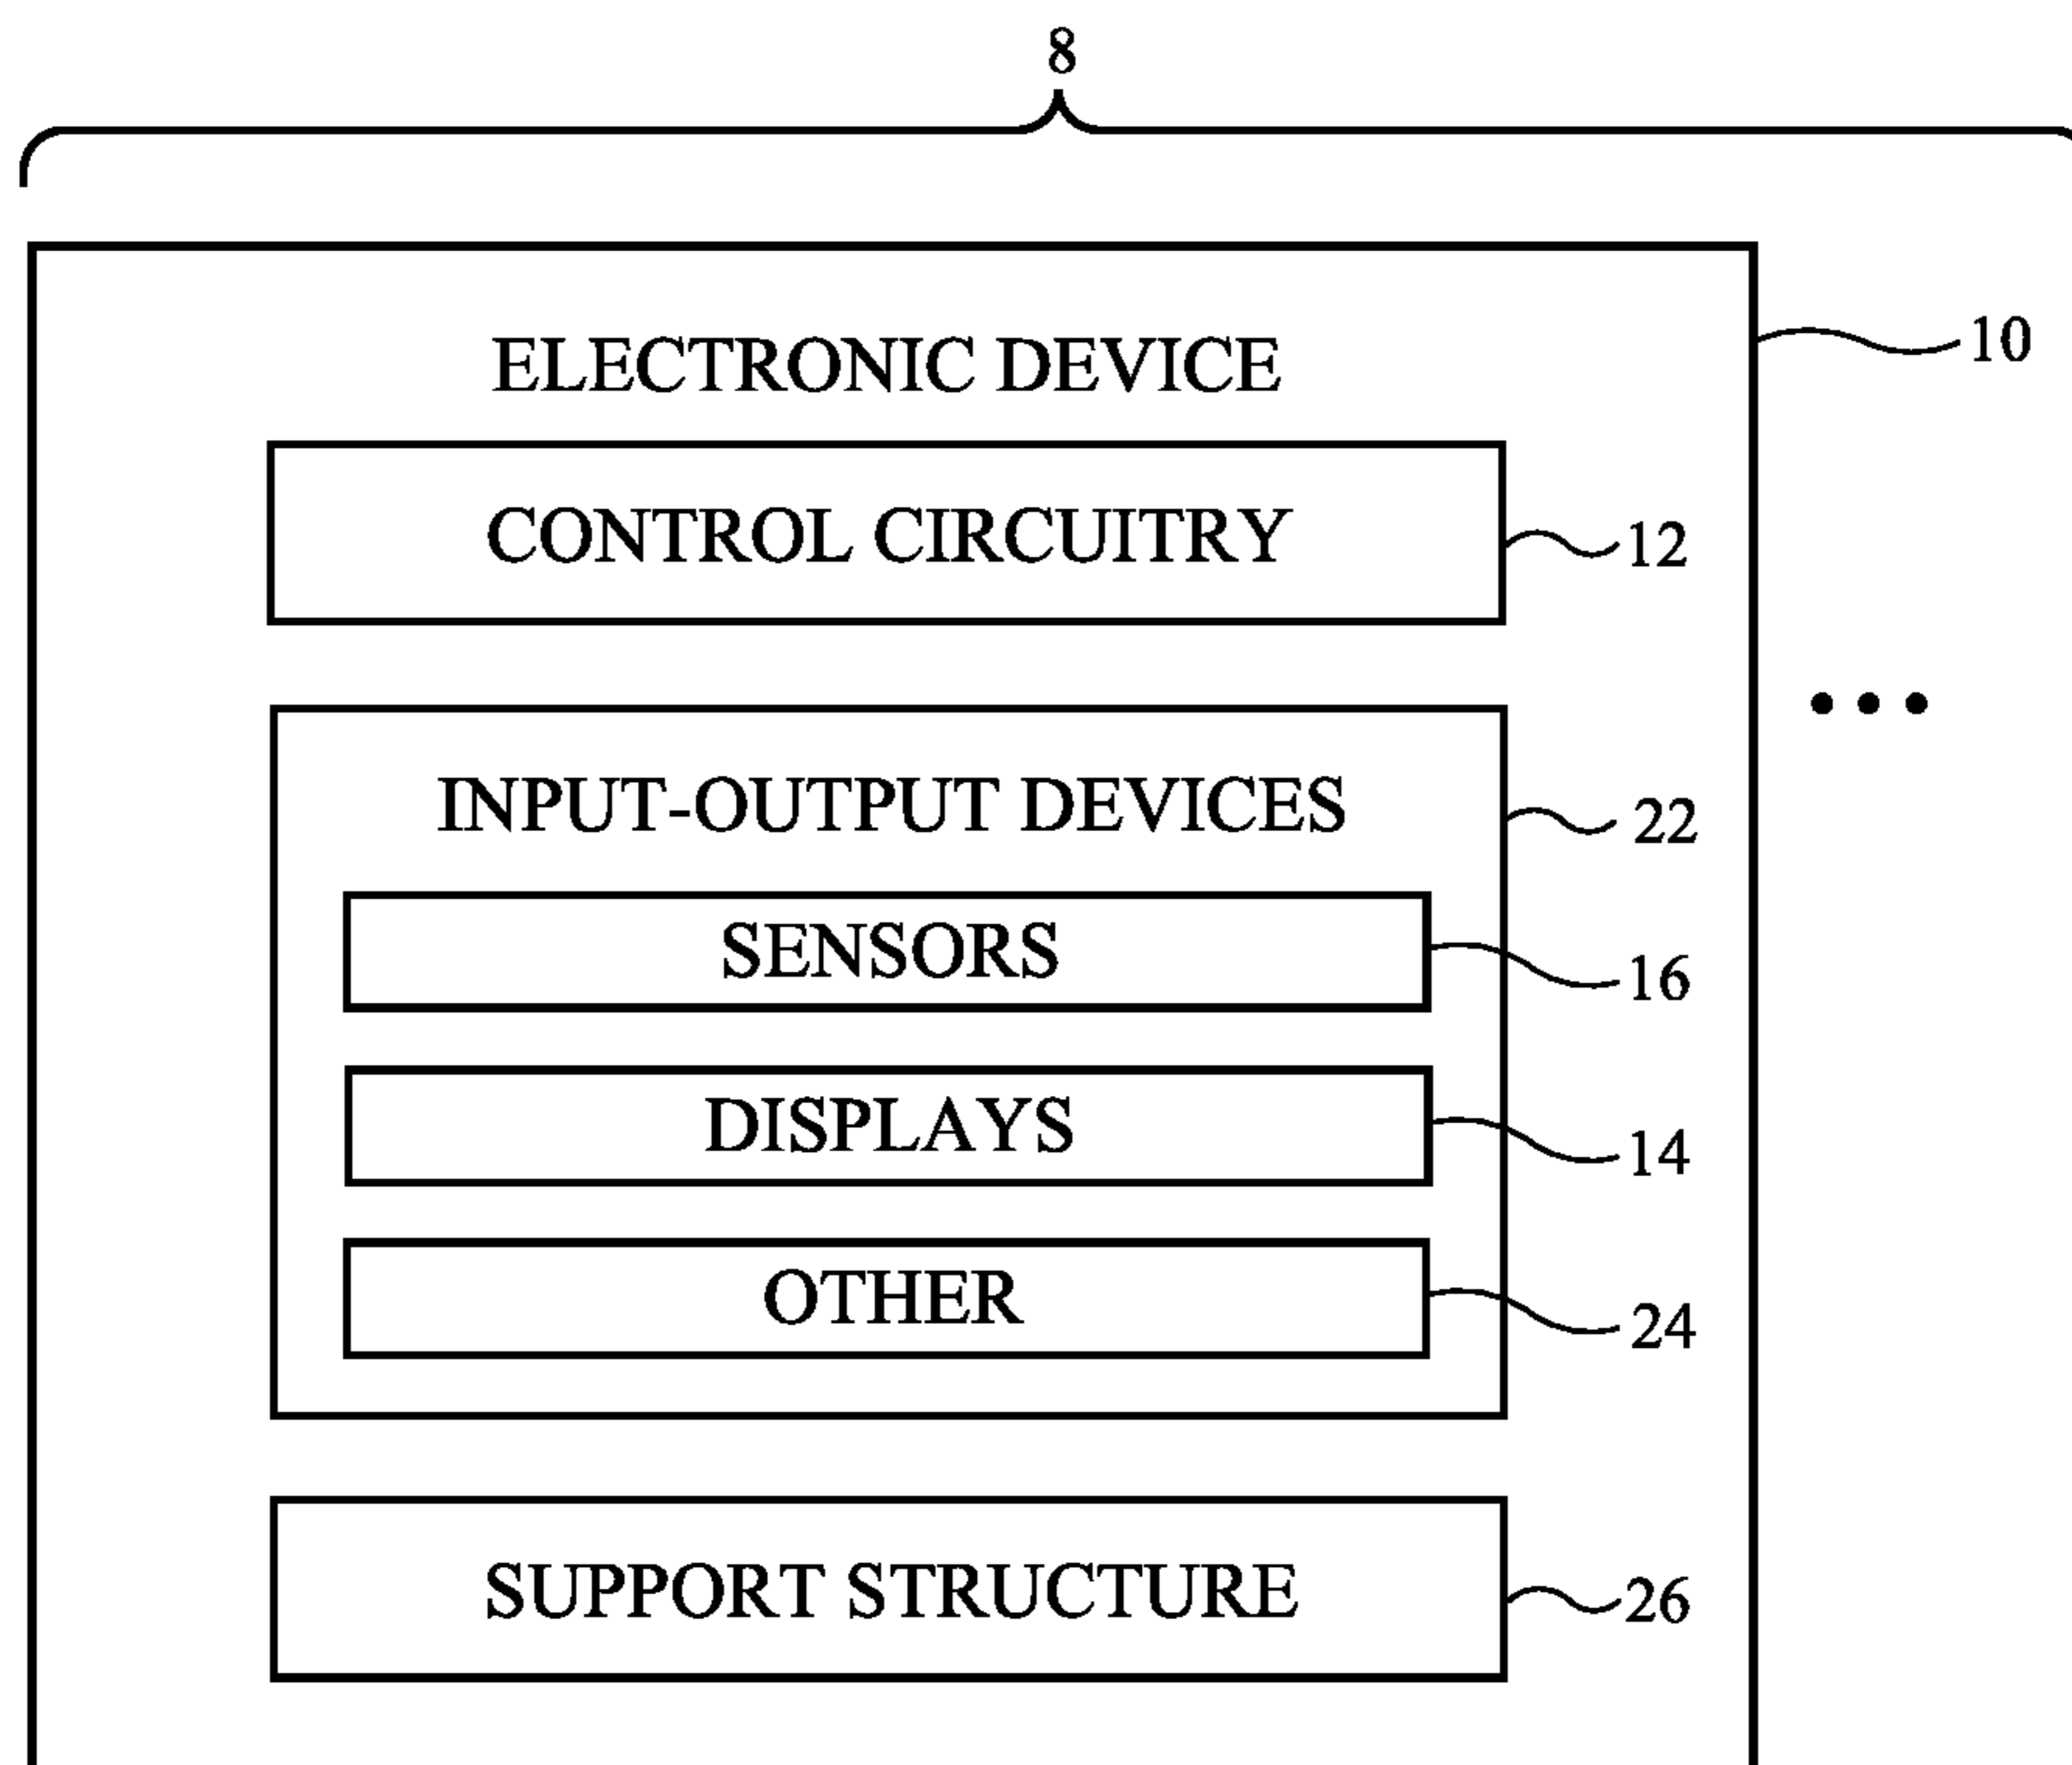 8
ELECTRONIC DEVICE
10
CONTROL CIRCUITRY
12
• • •
INPUT-OUTPUT DEVICES
22
SENSORS
16
DISPLAYS
14
OTHER
24
SUPPORT STRUCTURE
26